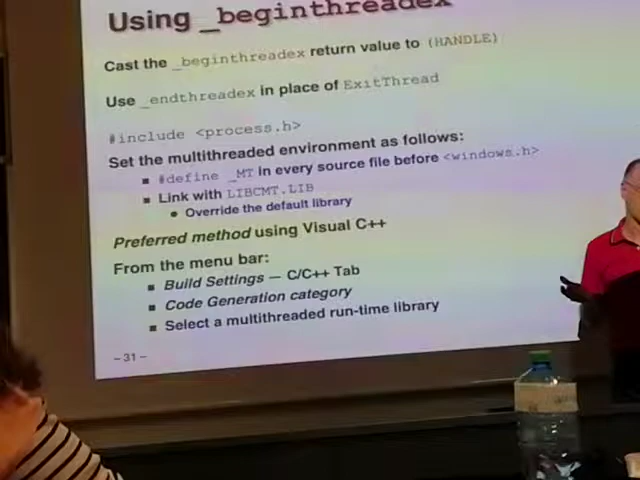 Using _beginthreadex
Cast the _beginthreadex return value to (HANDLE)
Use _endthreadex in place of ExitThread
#include <process.h>
Set the multithreaded environment as follows:
■ #define _MT in every source file before <windows.h>
■ Link with LIBCMT.LIB
● Override the default library
Preferred method using Visual C++
From the menu bar:
■ Build Settings — C/C++ Tab
■ Code Generation category
■ Select a multithreaded run-time library
– 31 –